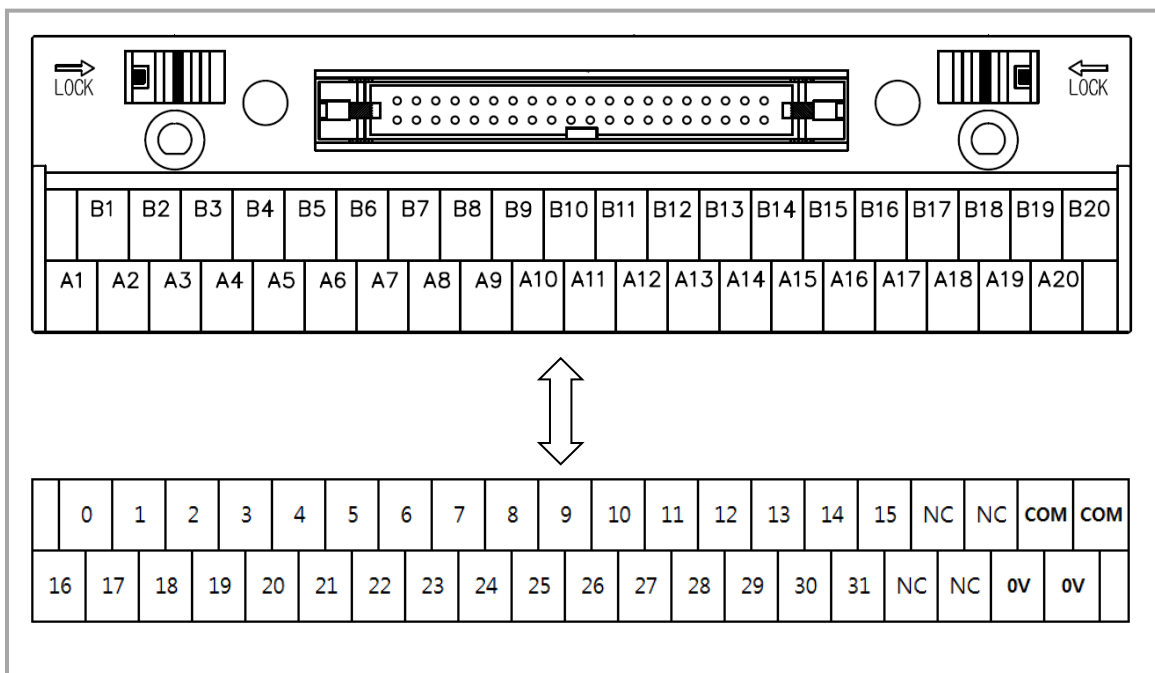 LOCK LOCK
B1 B2 B3 B4 B5 B6 B7 B8 B9 B10 B11 B12 B13 B14 B15 B16 B17 B18 B19 B20
A1 A2 A3 A4 A5 A6 A7 A8 A9 A10 A11 A12 A13 A14 A15 A16 A17 A18 A19 A20
0 1 2 3 4 5 6 7 8 9 10 11 12 13 14 15 NC NC COM COM
16 17 18 19 20 21 22 23 24 25 26 27 28 29 30 31 NC NC 0V 0V